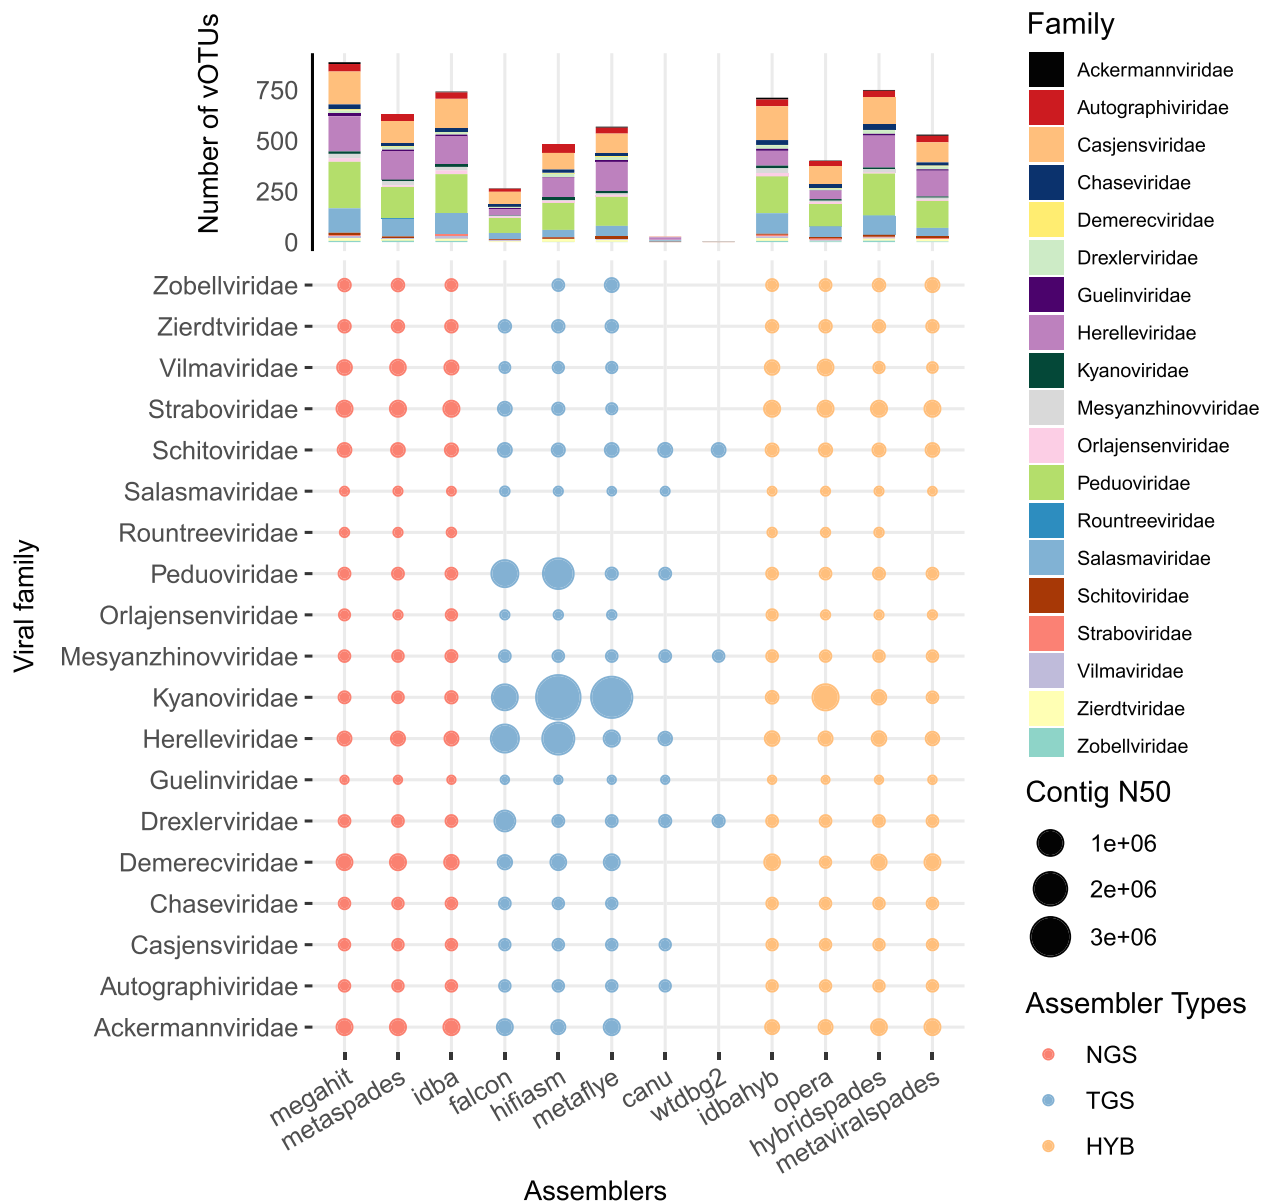 Number of vOTUs
750
500
250
0
Viral family
Zobellviridae
Zierdtviridae
Vilmaviridae
Straboviridae
Schitoviridae
Salasmaviridae
Rountreeviridae
Peduoviridae
Orlajensenviridae
Mesyanzhinovviridae
Kyanoviridae
Herelleviridae
Guelinviridae
Drexlerviridae
Demerecviridae
Chaseviridae
Casjensviridae
Autographiviridae
Ackermannviridae
megahit
metaspades
idba
falcon
hifiasm
metaflye
canu
wtdbg2
idbahyb
opera
hybridspades
metaviralspades
Assemblers
Family
Ackermannviridae
Autographiviridae
Casjensviridae
Chaseviridae
Demerecviridae
Drexlerviridae
Guelinviridae
Herelleviridae
Kyanoviridae
Mesyanzhinovviridae
Orlajensenviridae
Peduoviridae
Rountreeviridae
Salasmaviridae
Schitoviridae
Straboviridae
Vilmaviridae
Zierdtviridae
Zobellviridae
Contig N50
1e+06
2e+06
3e+06
Assembler Types
NGS
TGS
HYB